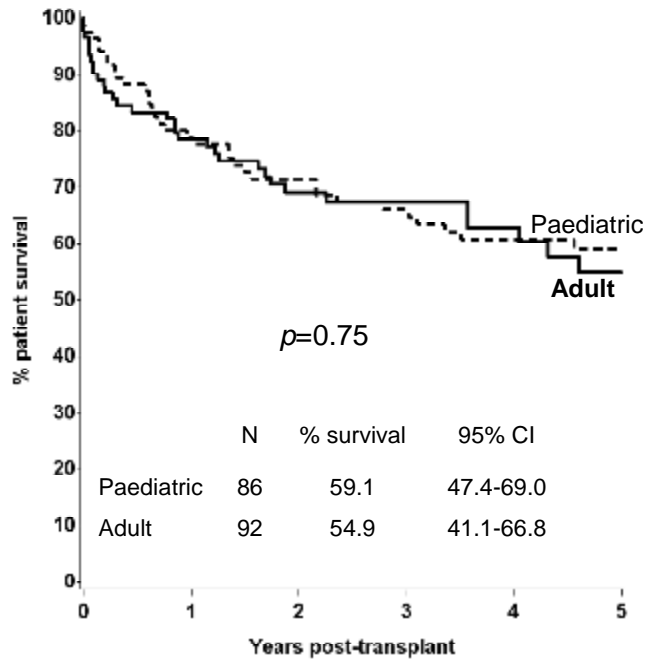 100
90
80
70
60
50
40
30
20
10
0
% patient survival
Paediatric
Adult
p=0.75
N % survival 95% CI
Paediatric 86 59.1 47.4-69.0
Adult 92 54.9 41.1-66.8
0 1 2 3 4 5
Years post-transplant